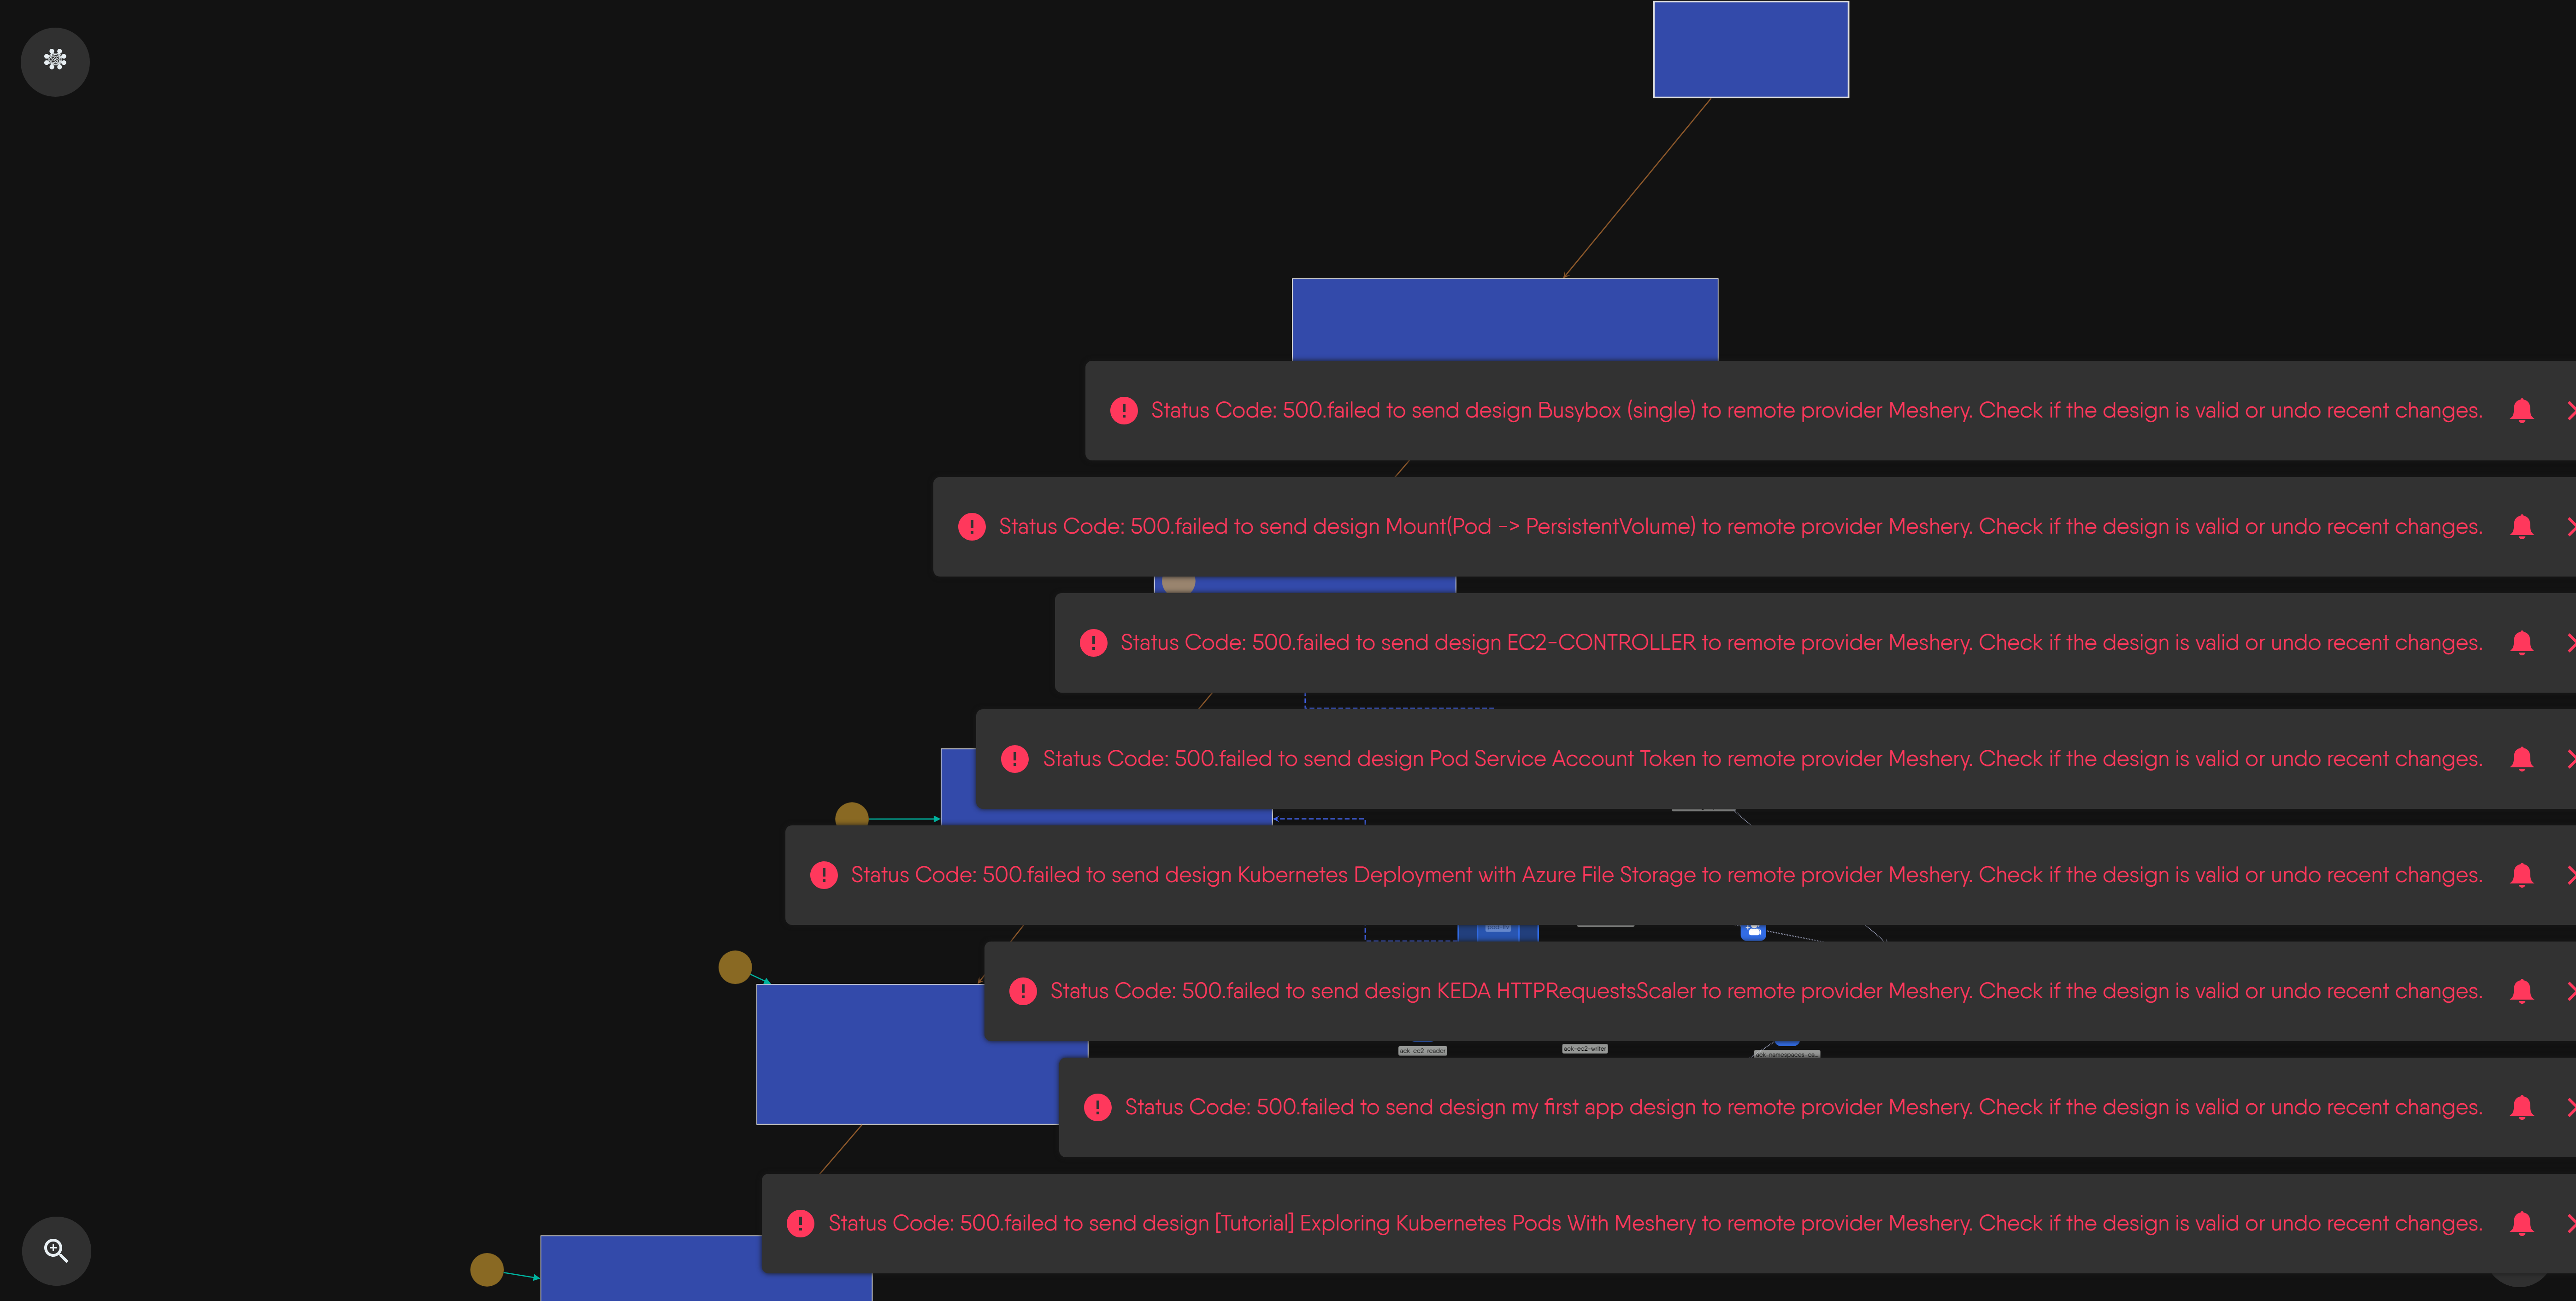 Status Code: 500.failed to send design Busybox (single) to remote provider Meshery. Check if the design is valid or undo recent changes.
Status Code: 500.failed to send design Mount(Pod -> PersistentVolume) to remote provider Meshery. Check if the design is valid or undo recent changes.
Status Code: 500.failed to send design EC2-CONTROLLER to remote provider Meshery. Check if the design is valid or undo recent changes.
Status Code: 500.failed to send design Pod Service Account Token to remote provider Meshery. Check if the design is valid or undo recent changes.
Status Code: 500.failed to send design Kubernetes Deployment with Azure File Storage to remote provider Meshery. Check if the design is valid or undo recent changes.
Status Code: 500.failed to send design KEDA HTTPRequestsScaler to remote provider Meshery. Check if the design is valid or undo recent changes.
ack-ec2-reader
ack-ec2-writer
Status Code: 500.failed to send design my first app design to remote provider Meshery. Check if the design is valid or undo recent changes.
Status Code: 500.failed to send design [Tutorial] Exploring Kubernetes Pods With Meshery to remote provider Meshery. Check if the design is valid or undo recent changes.